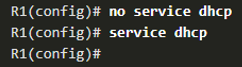 R1(config)# no service dhcp
R1(config)# service dhcp
R1(config)#